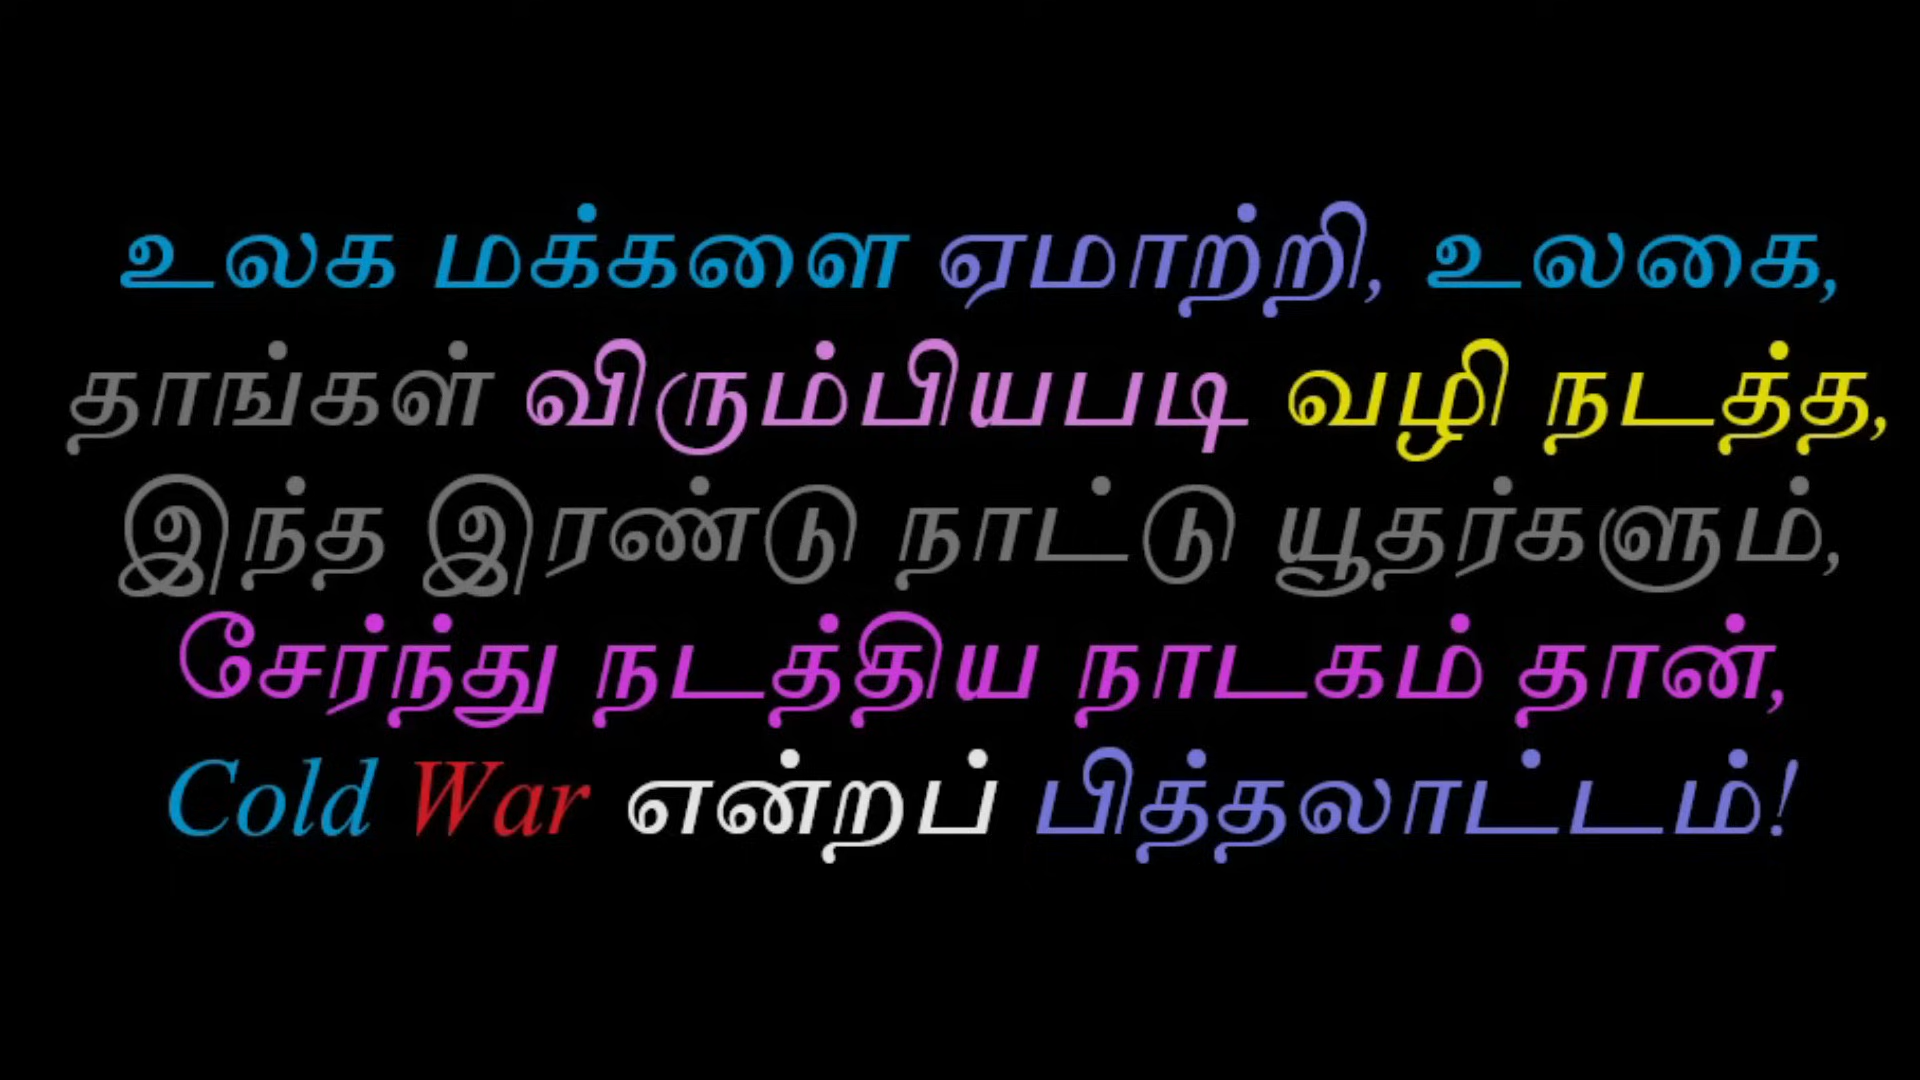 உலக மக்களை ஏமாற்றி, உலகை,
தாங்கள் விரும்பியபடி வழி நடத்த,
இந்த இரண்டு நாட்டு யூதர்களும்,
சேர்ந்து நடத்திய நாடகம் தான்,
Cold War என்றப் பித்தலாட்டம்!